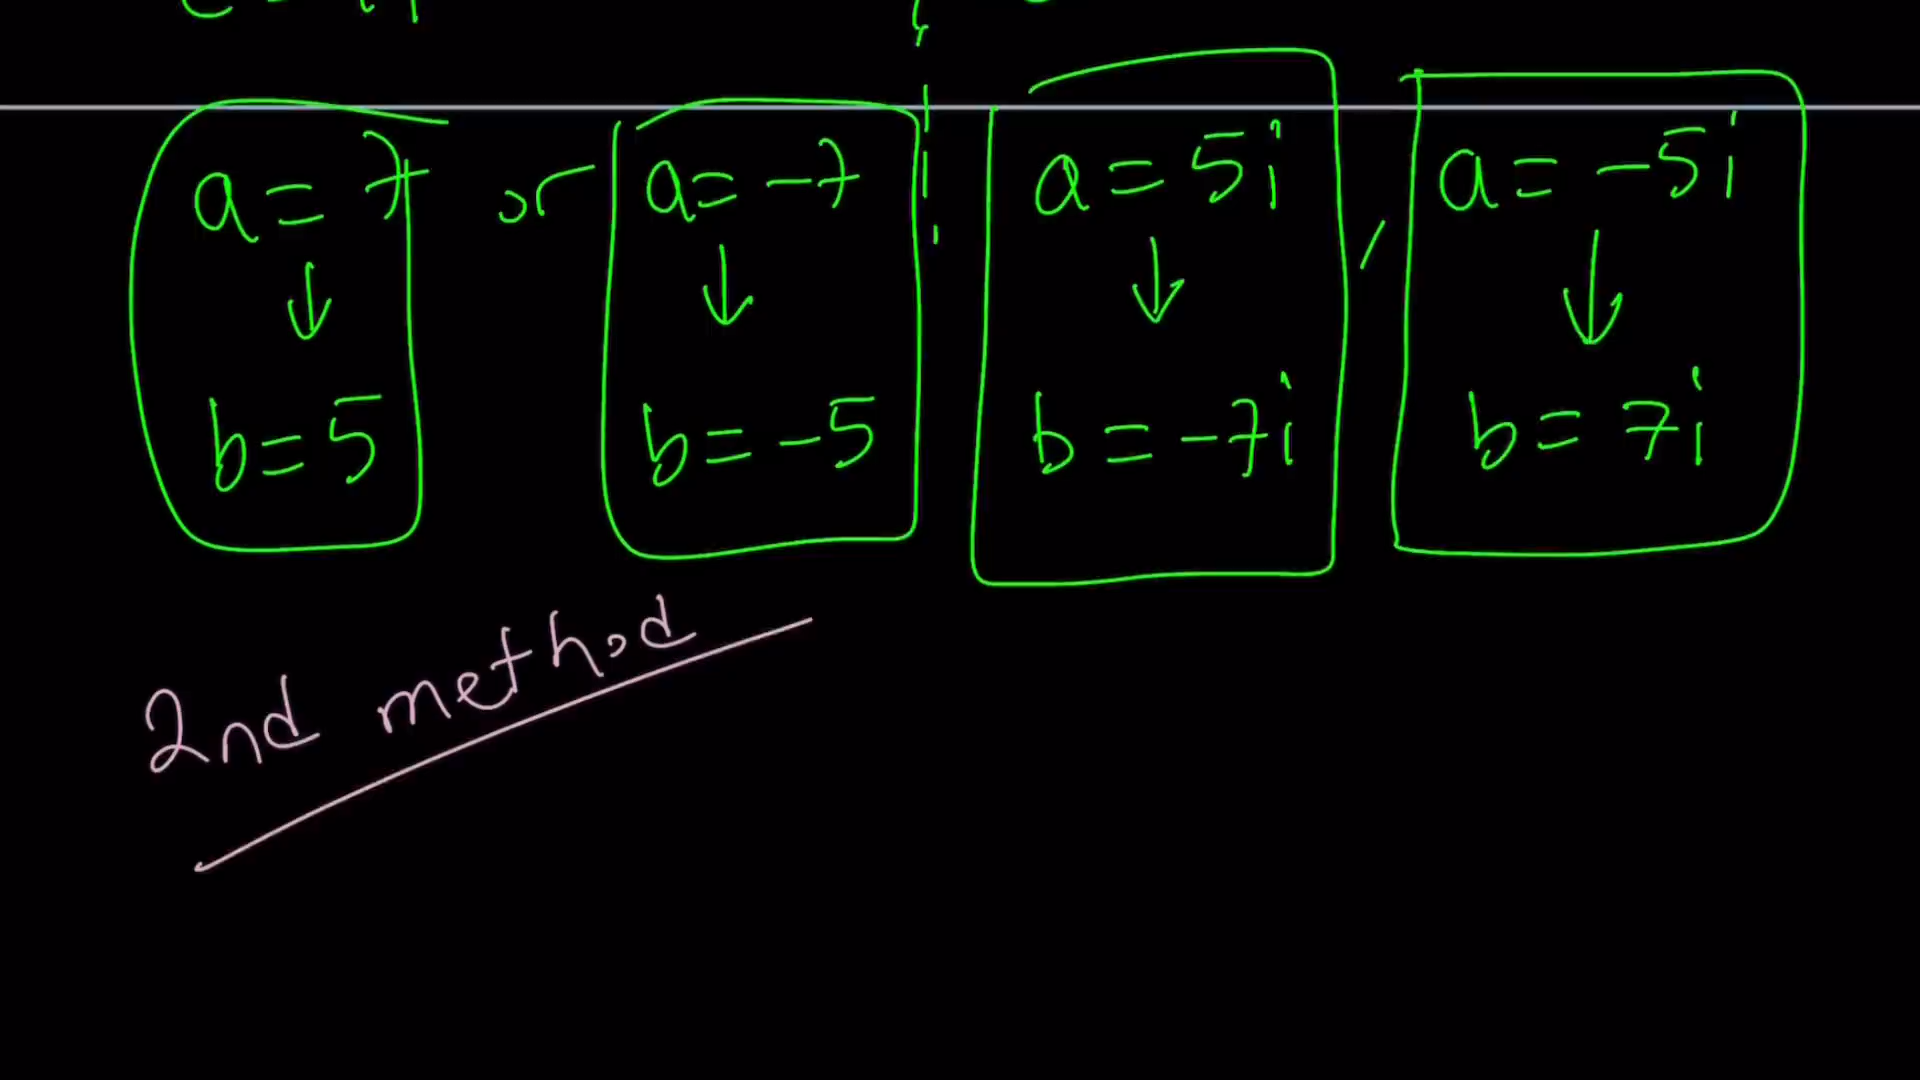 a = 7 or a = -7 a = 5i , a = -5i
↓ ↓ ↓ ↓
b = 5 b = -5 b = -7i b = 7i
2nd method